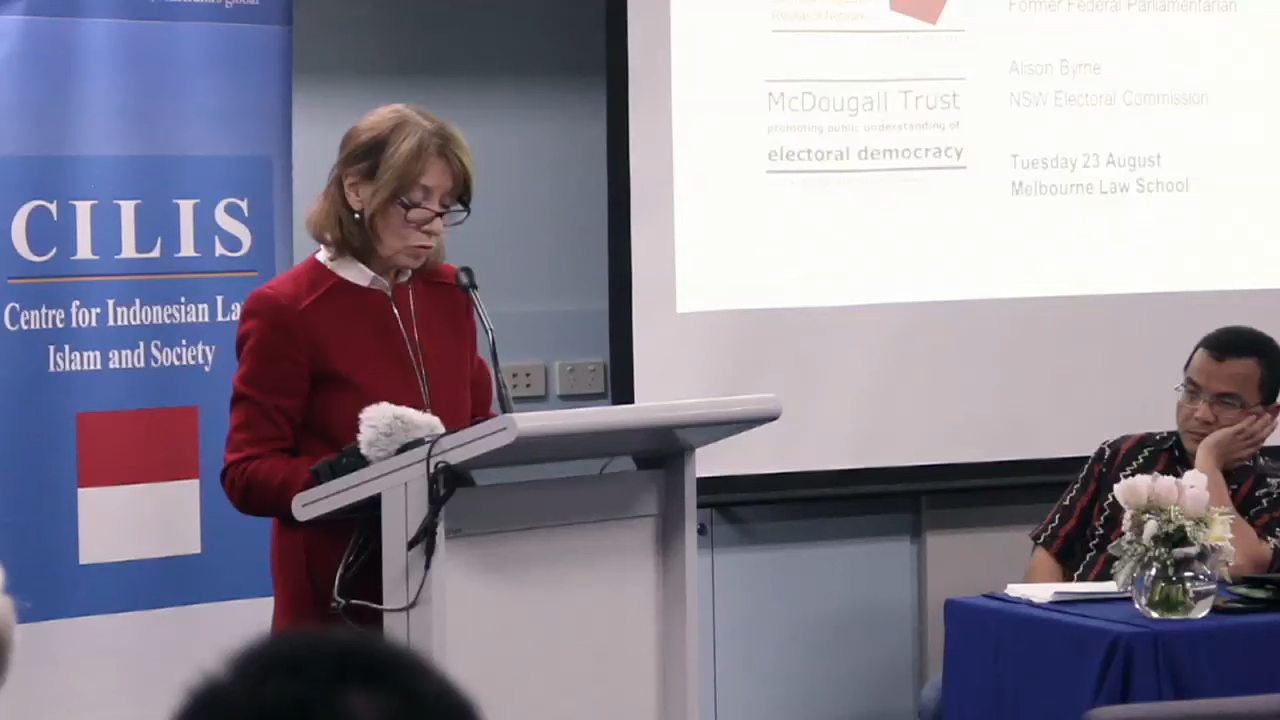 global
CILIS
Centre for Indonesian La
Islam and Society
McDougall Trust
promoting public understanding of
electoral democracy
Former Federal Parliamentarian
Alison Byrne
NSW Electoral Commission
Tuesday 23 August
Melbourne Law School